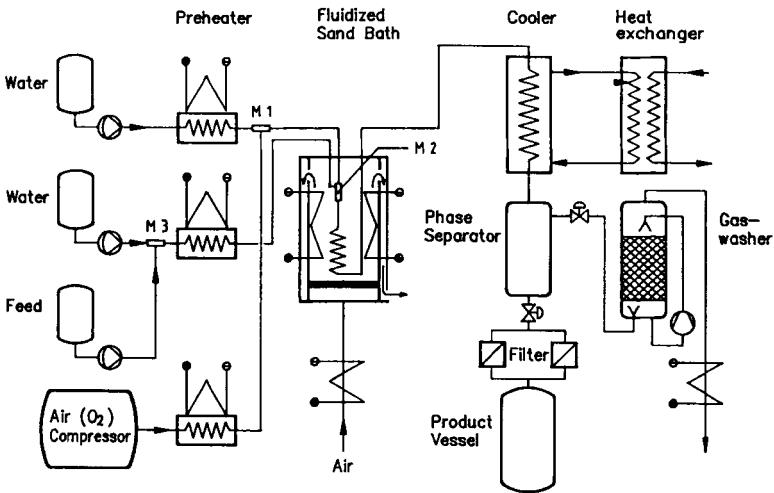 Preheater
Fluidized
Sand Bath
Cooler
Heat
exchanger
Water
M 1
M 2
Water
M 3
Phase
Separator
Gas-
washer
Feed
Filter
Air (O₂)
Compressor
Product
Vessel
Air